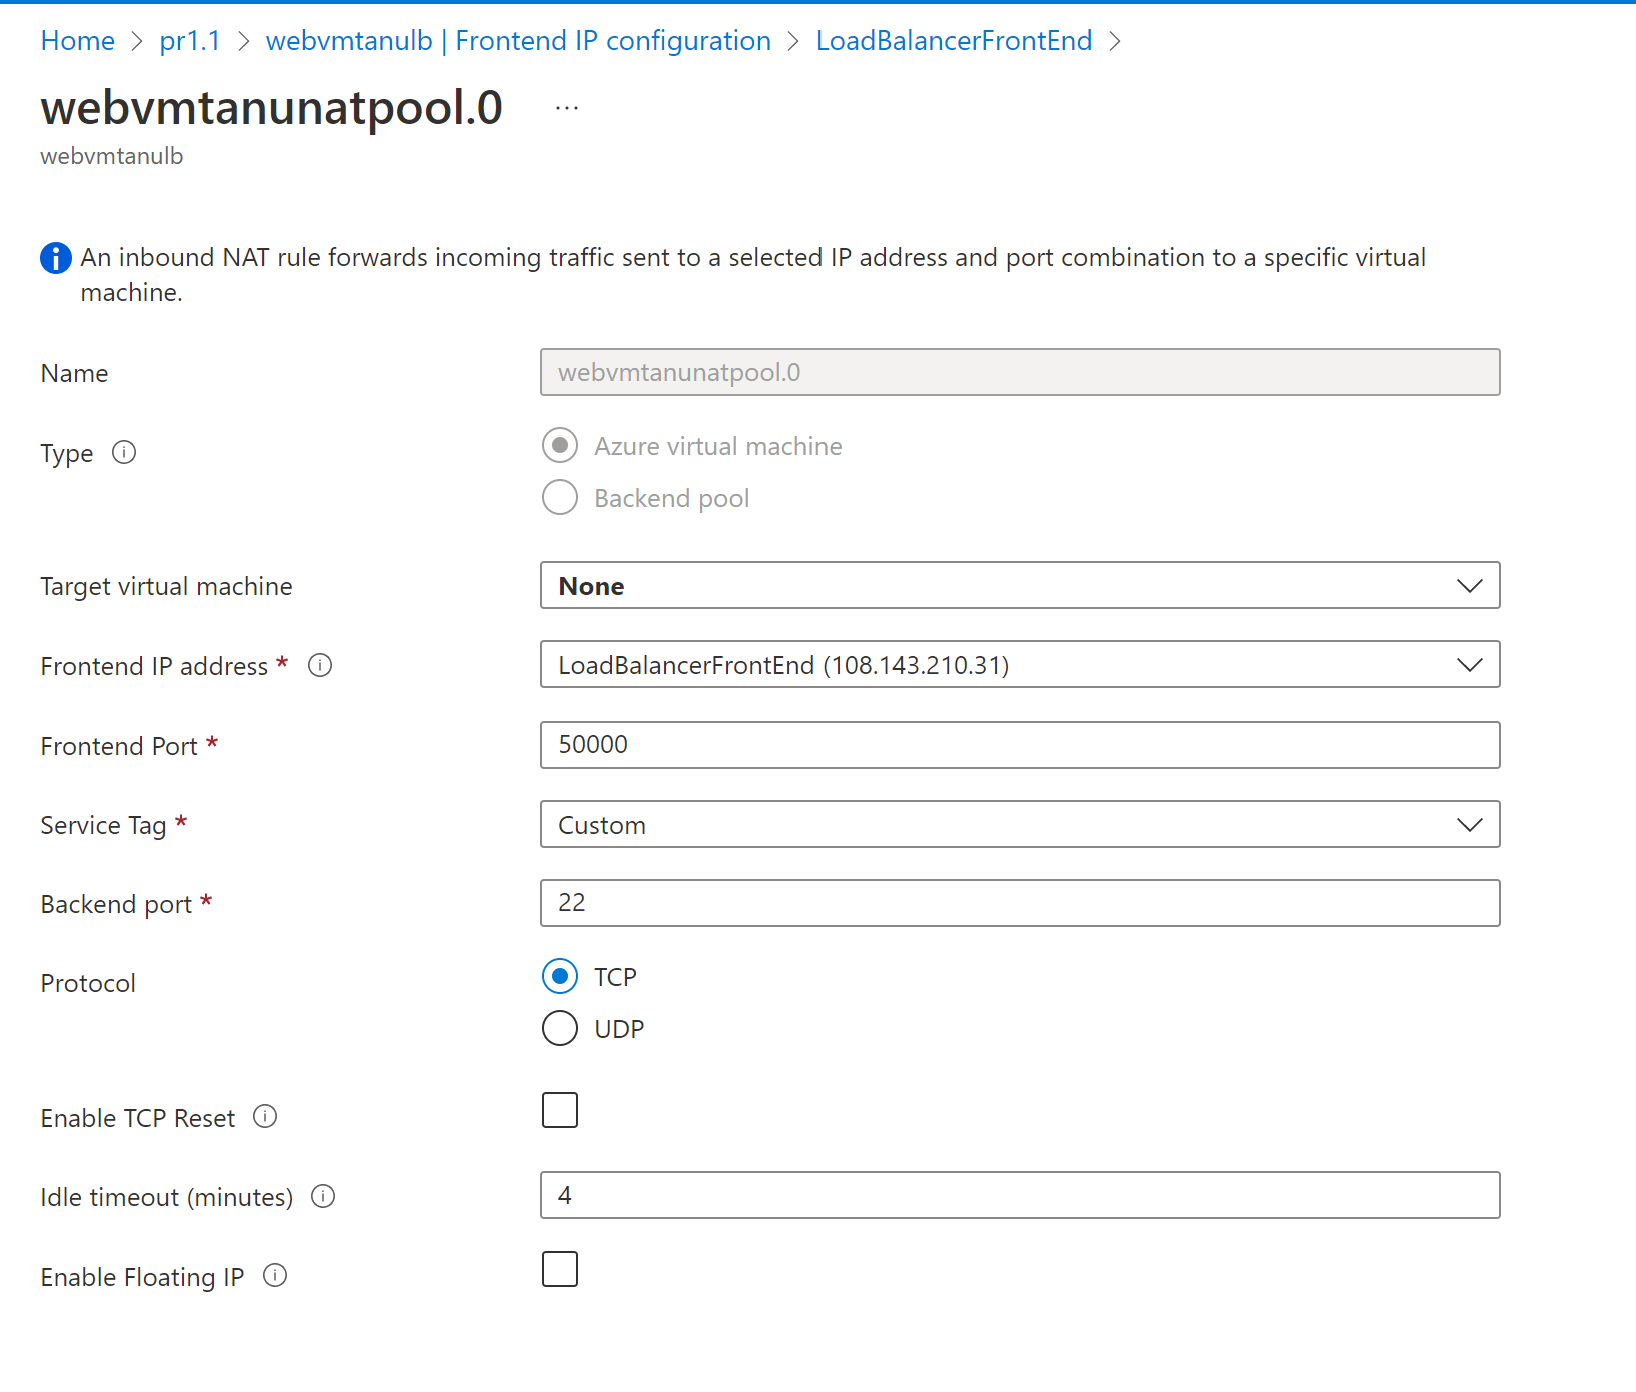 Home > pr1.1 > webvmtanulb | Frontend IP configuration > LoadBalancerFrontEnd >
webvmtanunatpool.0 ...
webvmtanulb
An inbound NAT rule forwards incoming traffic sent to a selected IP address and port combination to a specific virtual
machine.
Name
webvmtanunatpool.0
Type
Azure virtual machine
Backend pool
Target virtual machine
None
Frontend IP address *
LoadBalancerFrontEnd (108.143.210.31)
Frontend Port *
50000
Service Tag *
Custom
Backend port *
22
Protocol
TCP
UDP
Enable TCP Reset
Idle timeout (minutes)
4
Enable Floating IP